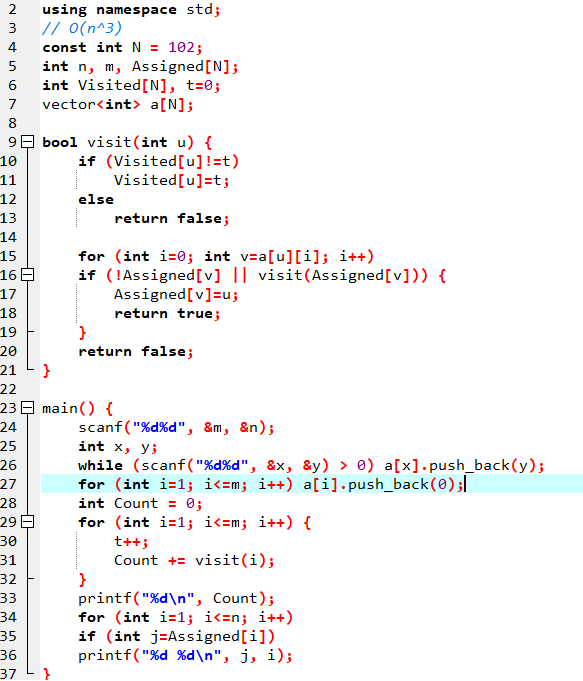 2 using namespace std;
3 // O(n^3)
4 const int N = 102;
5 int n, m, Assigned[N];
6 int Visited[N], t=0;
7 vector<int> a[N];
8
9 bool visit(int u) {
10 if (Visited[u]!=t)
11 Visited[u]=t;
12 else
13 return false;
14
15 for (int i=0; int v=a[u][i]; i++)
16 if (!Assigned[v] || visit(Assigned[v])) {
17 Assigned[v]=u;
18 return true;
19 }
20 return false;
21 }
22
23 main() {
24 scanf("%d%d", &m, &n);
25 int x, y;
26 while (scanf("%d%d", &x, &y) > 0) a[x].push_back(y);
27 for (int i=1; i<=m; i++) a[i].push_back(0);
28 int Count = 0;
29 for (int i=1; i<=m; i++) {
30 t++;
31 Count += visit(i);
32 }
33 printf("%d\n", Count);
34 for (int i=1; i<=n; i++)
35 if (int j=Assigned[i])
36 printf("%d %d\n", j, i);
37 }